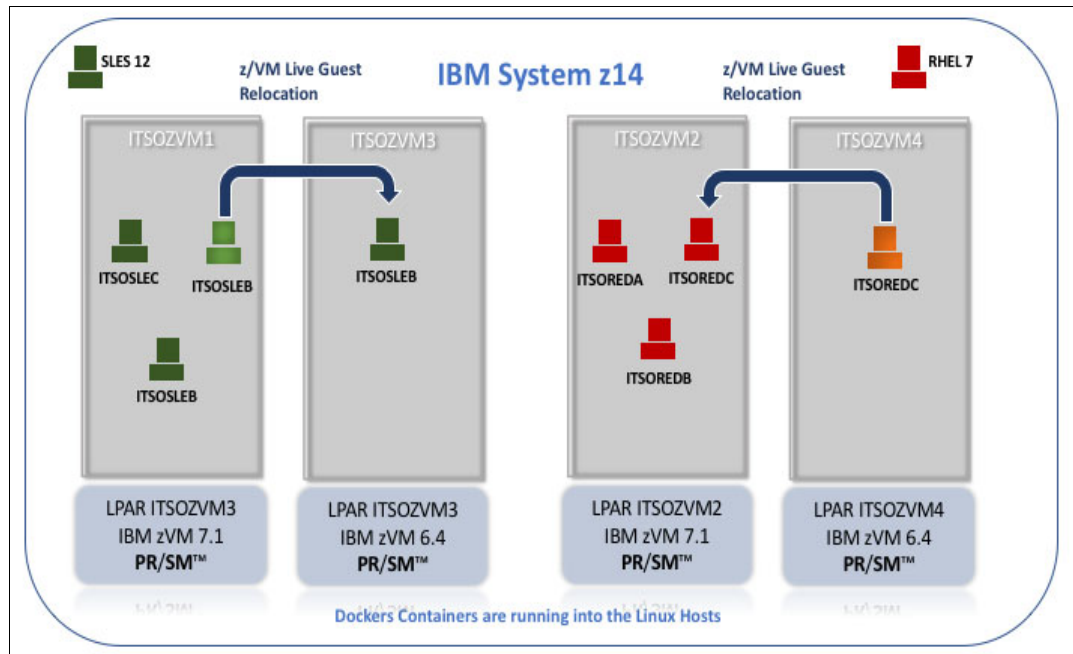 SLES 12
z/VM Live Guest
Relocation
IBM System z14
z/VM Live Guest
Relocation
RHEL 7
ITSOZVM1
ITSOZVM3
ITSOZVM2
ITSOZVM4
ITSOSLEC
ITSOSLEB
ITSOSLEB
ITSOREDA
ITSOREDC
ITSOREDC
ITSOSLEB
ITSOREDB
LPAR ITSOZVM3
IBM zVM 7.1
PR/SM™
LPAR ITSOZVM3
IBM zVM 6.4
PR/SM™
LPAR ITSOZVM2
IBM zVM 7.1
PR/SM™
LPAR ITSOZVM4
IBM zVM 6.4
PR/SM™
Dockers Containers are running into the Linux Hosts